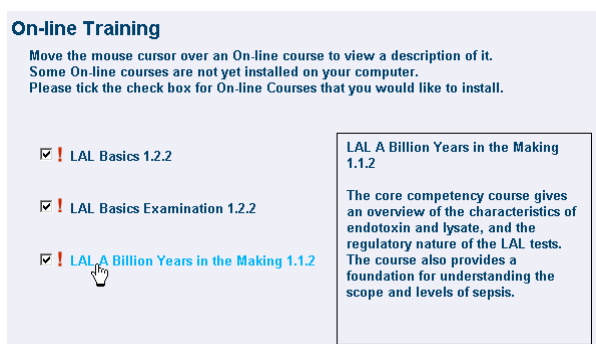 On-line Training
Move the mouse cursor over an On-line course to view a description of it.
Some On-line courses are not yet installed on your computer.
Please tick the check box for On-line Courses that you would like to install.
! LAL Basics 1.2.2
! LAL Basics Examination 1.2.2
! LAL A Billion Years in the Making 1.1.2
LAL A Billion Years in the Making
1.1.2
The core competency course gives
an overview of the characteristics of
endotoxin and lysate, and the
regulatory nature of the LAL tests.
The course also provides a
foundation for understanding the
scope and levels of sepsis.